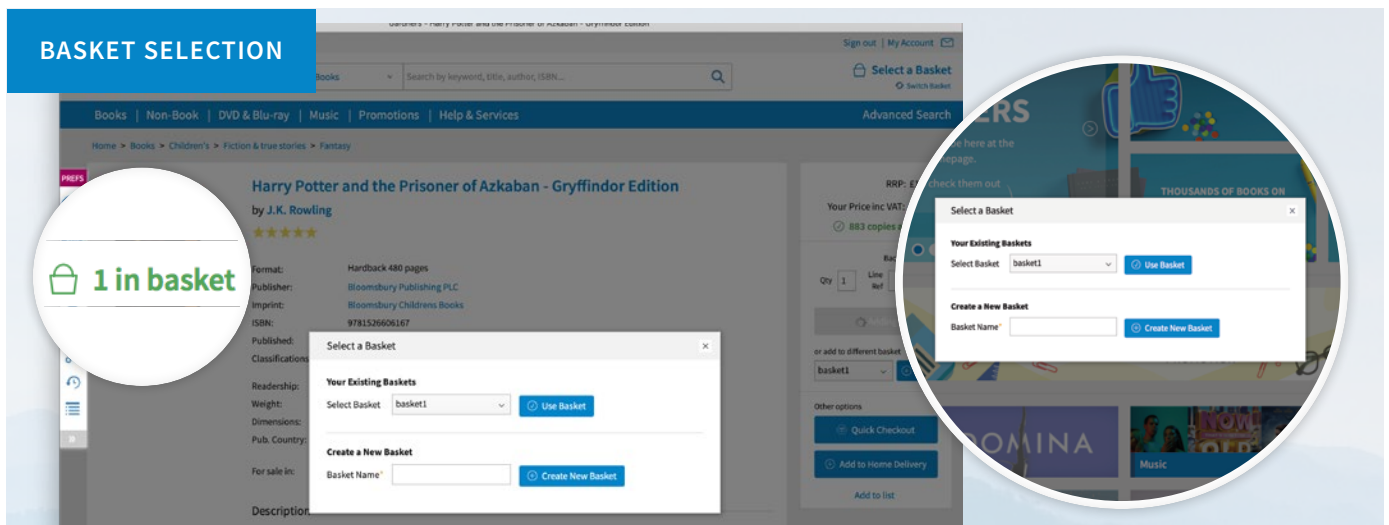 BASKET SELECTION
Gardners - Harry Potter and the Prisoner of Azkaban - Gryffindor Edition
Sign out | My Account
Books
Search by keyword, title, author, ISBN...
Select a Basket
Switch Basket
Books | Non-Book | DVD & Blu-ray | Music | Promotions | Help & Services
Advanced Search
Home > Books > Children's > Fiction & true stories > Fantasy
PREFS
1 in basket
Harry Potter and the Prisoner of Azkaban - Gryffindor Edition
by J.K. Rowling
Format: Hardback 480 pages
Publisher: Bloomsbury Publishing PLC
Imprint: Bloomsbury Childrens Books
ISBN: 9781526606167
Published:
Classifications
Readership:
Weight:
Dimensions:
Pub. Country:
For sale in:
Description
Select a Basket
Your Existing Baskets
Select Basket basket1 Use Basket
Create a New Basket
Basket Name* Create New Basket
RRP:
Your Price inc VAT:
883 copies
Qty 1 Line
Ref
or add to different basket
basket1
Other options
Quick Checkout
Add to Home Delivery
Add to list
ERS
be here at the
homepage.
check them out
THOUSANDS OF BOOKS ON
Select a Basket
Your Existing Baskets
Select Basket basket1 Use Basket
Create a New Basket
Basket Name* Create New Basket
DOMINA
NOW
Music